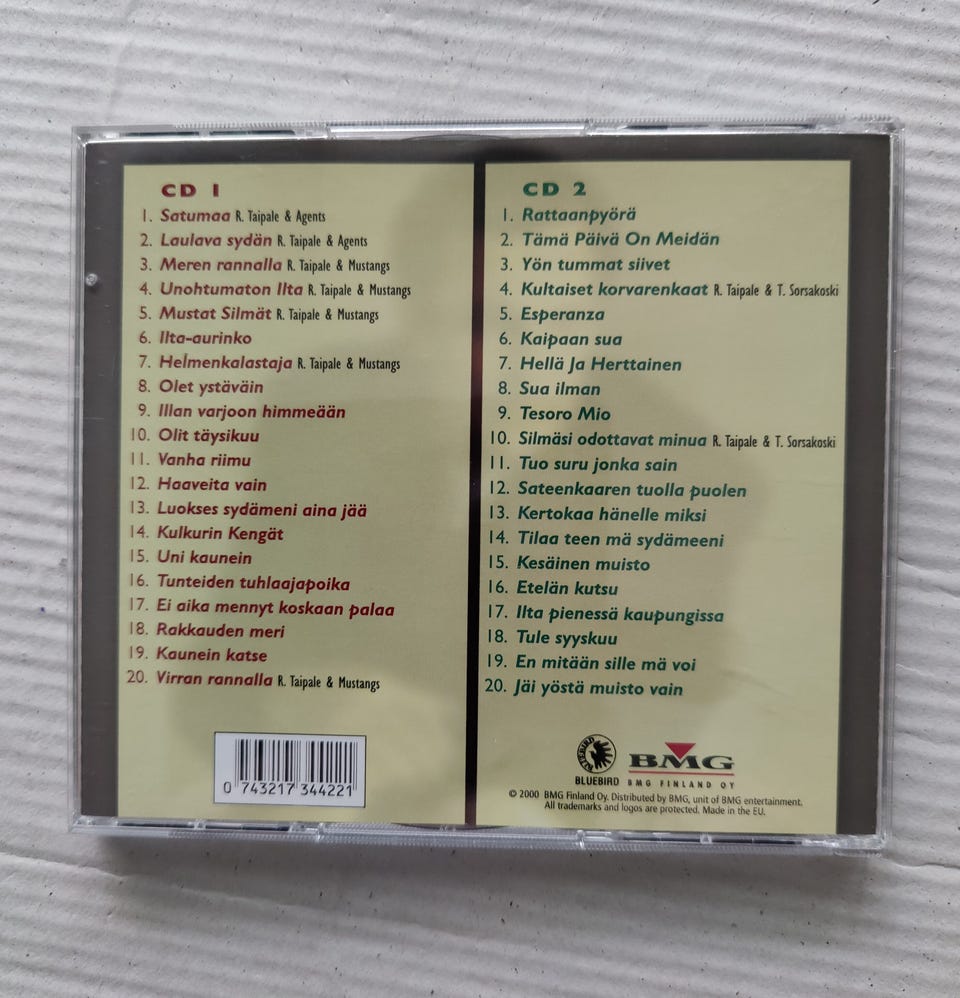 CD 1
1. Satumaa R. Taipale & Agents
2. Laulava sydän R. Taipale & Agents
3. Meren rannalla R. Taipale & Mustangs
4. Unohtumaton Ilta R. Taipale & Mustangs
5. Mustat Silmät R. Taipale & Mustangs
6. Ilta-aurinko
7. Helmenkalastaja R. Taipale & Mustangs
8. Olet ystäväin
9. Illan varjoon himmeään
10. Olit täysikuu
11. Vanha riimu
12. Haaveita vain
13. Luokses sydämeni aina jää
14. Kulkurin Kengät
15. Uni kaunein
16. Tunteiden tuhlaajapoika
17. Ei aika mennyt koskaan palaa
18. Rakkauden meri
19. Kaunein katse
20. Virran rannalla R. Taipale & Mustangs
0 743217 344221
CD 2
1. Rattaanpyörä
2. Tämä Päivä On Meidän
3. Yön tummat siivet
4. Kultaiset korvarenkaat R. Taipale & T. Sorsakoski
5. Esperanza
6. Kaipaan sua
7. Hellä Ja Herttainen
8. Sua ilman
9. Tesoro Mio
10. Silmäsi odottavat minua R. Taipale & T. Sorsakoski
11. Tuo suru jonka sain
12. Sateenkaaren tuolla puolen
13. Kertokaa hänelle miksi
14. Tilaa teen mä sydämeeni
15. Kesäinen muisto
16. Etelän kutsu
17. Ilta pienessä kaupungissa
18. Tule syyskuu
19. En mitään sille mä voi
20. Jäi yöstä muisto vain
BLUEBIRD
BLUEBIRD
BMG
BMG FINLAND OY
© 2000 BMG Finland Oy. Distributed by BMG, unit of BMG entertainment.
All trademarks and logos are protected. Made in the EU.